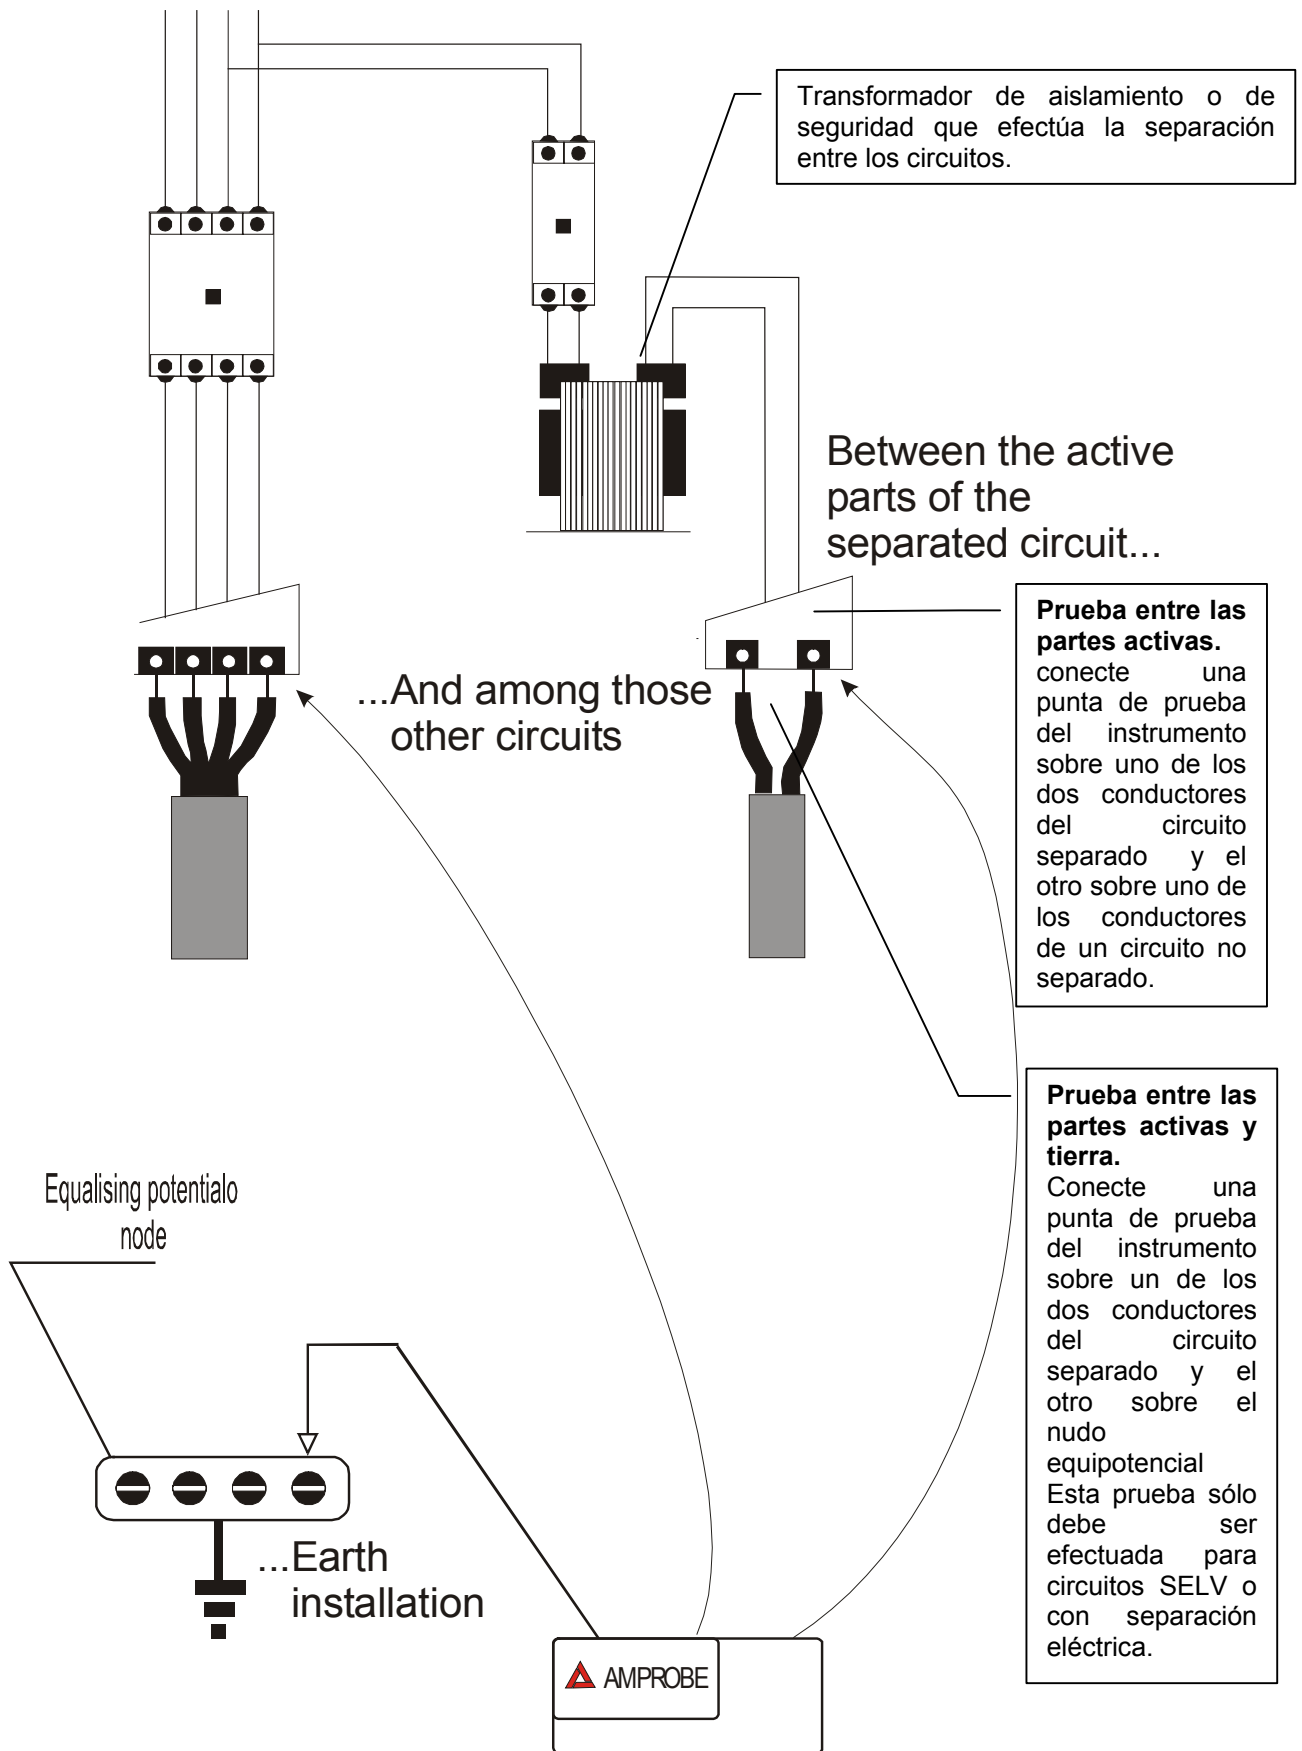 Transformador de aislamiento o de
seguridad que efectúa la separación
entre los circuitos.
Between the active
parts of the
separated circuit...
Prueba entre las
partes activas.
conecte una
punta de prueba
del instrumento
sobre uno de los
dos conductores
del circuito
separado y el
otro sobre uno de
los conductores
de un circuito no
separado.
...And among those
other circuits
Prueba entre las
partes activas y
tierra.
Conecte una
punta de prueba
del instrumento
sobre un de los
dos conductores
del circuito
separado y el
otro sobre el
nudo
equipotencial
Esta prueba sólo
debe ser
efectuada para
circuitos SELV o
con separación
eléctrica.
Equalising potentialo
node
...Earth
installation
AMPROBE